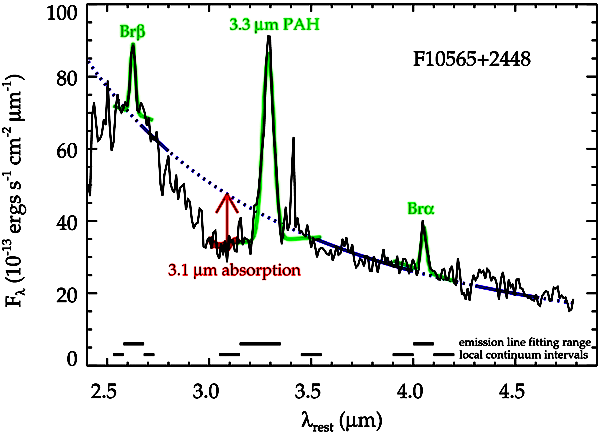 100
80
60
40
20
0
F_λ (10^-13 ergs s^-1 cm^-2 μm^-1)
Brβ
3.3 μm PAH
F10565+2448
Brα
3.1 μm absorption
emission line fitting range
local continuum intervals
2.5 3.0 3.5 4.0 4.5
λ_rest (μm)